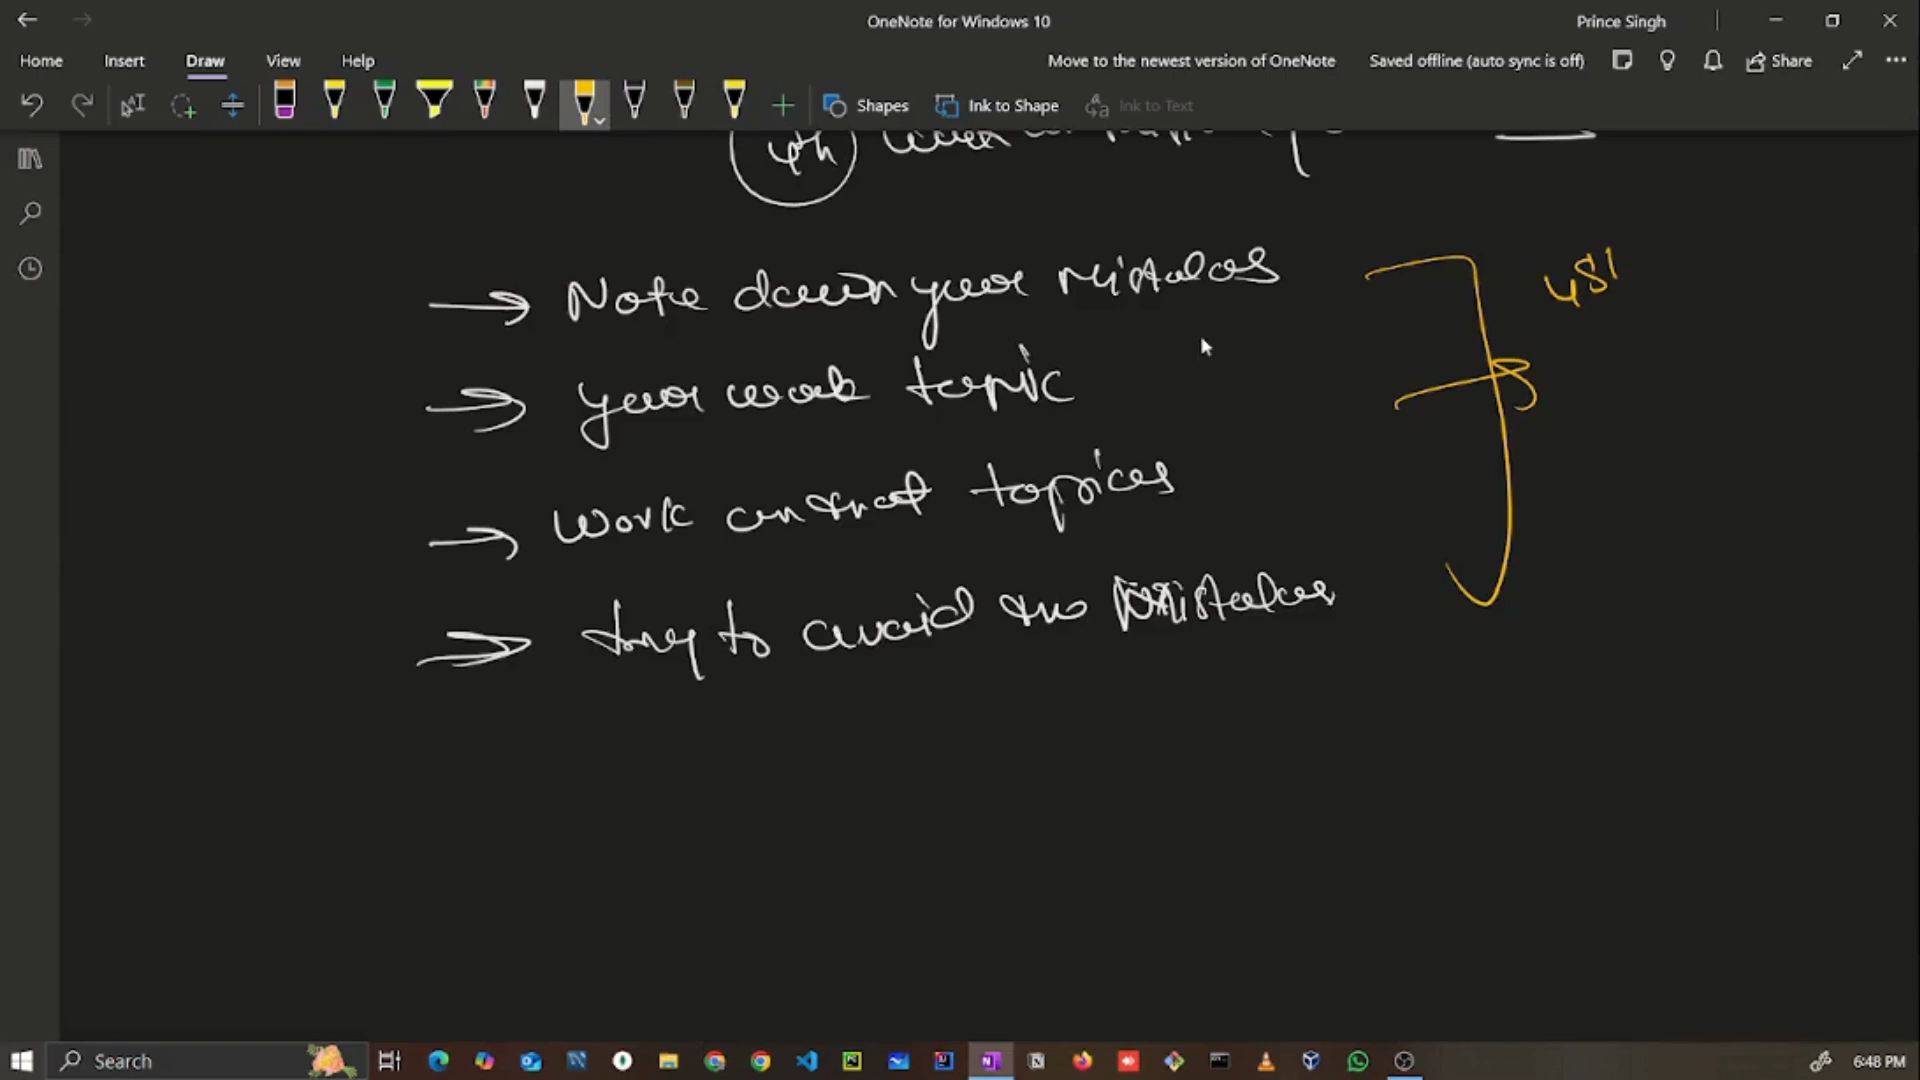 OneNote for Windows 10
Prince Singh
Home Insert Draw View Help
Move to the newest version of OneNote Saved offline (auto sync is off) Share
Shapes Ink to Shape Ink to Text
4th week
→ Note down your mistakes
→ your weak topic
→ work on that topics
→ try to avoid the Mistakes
Search
6:48 PM